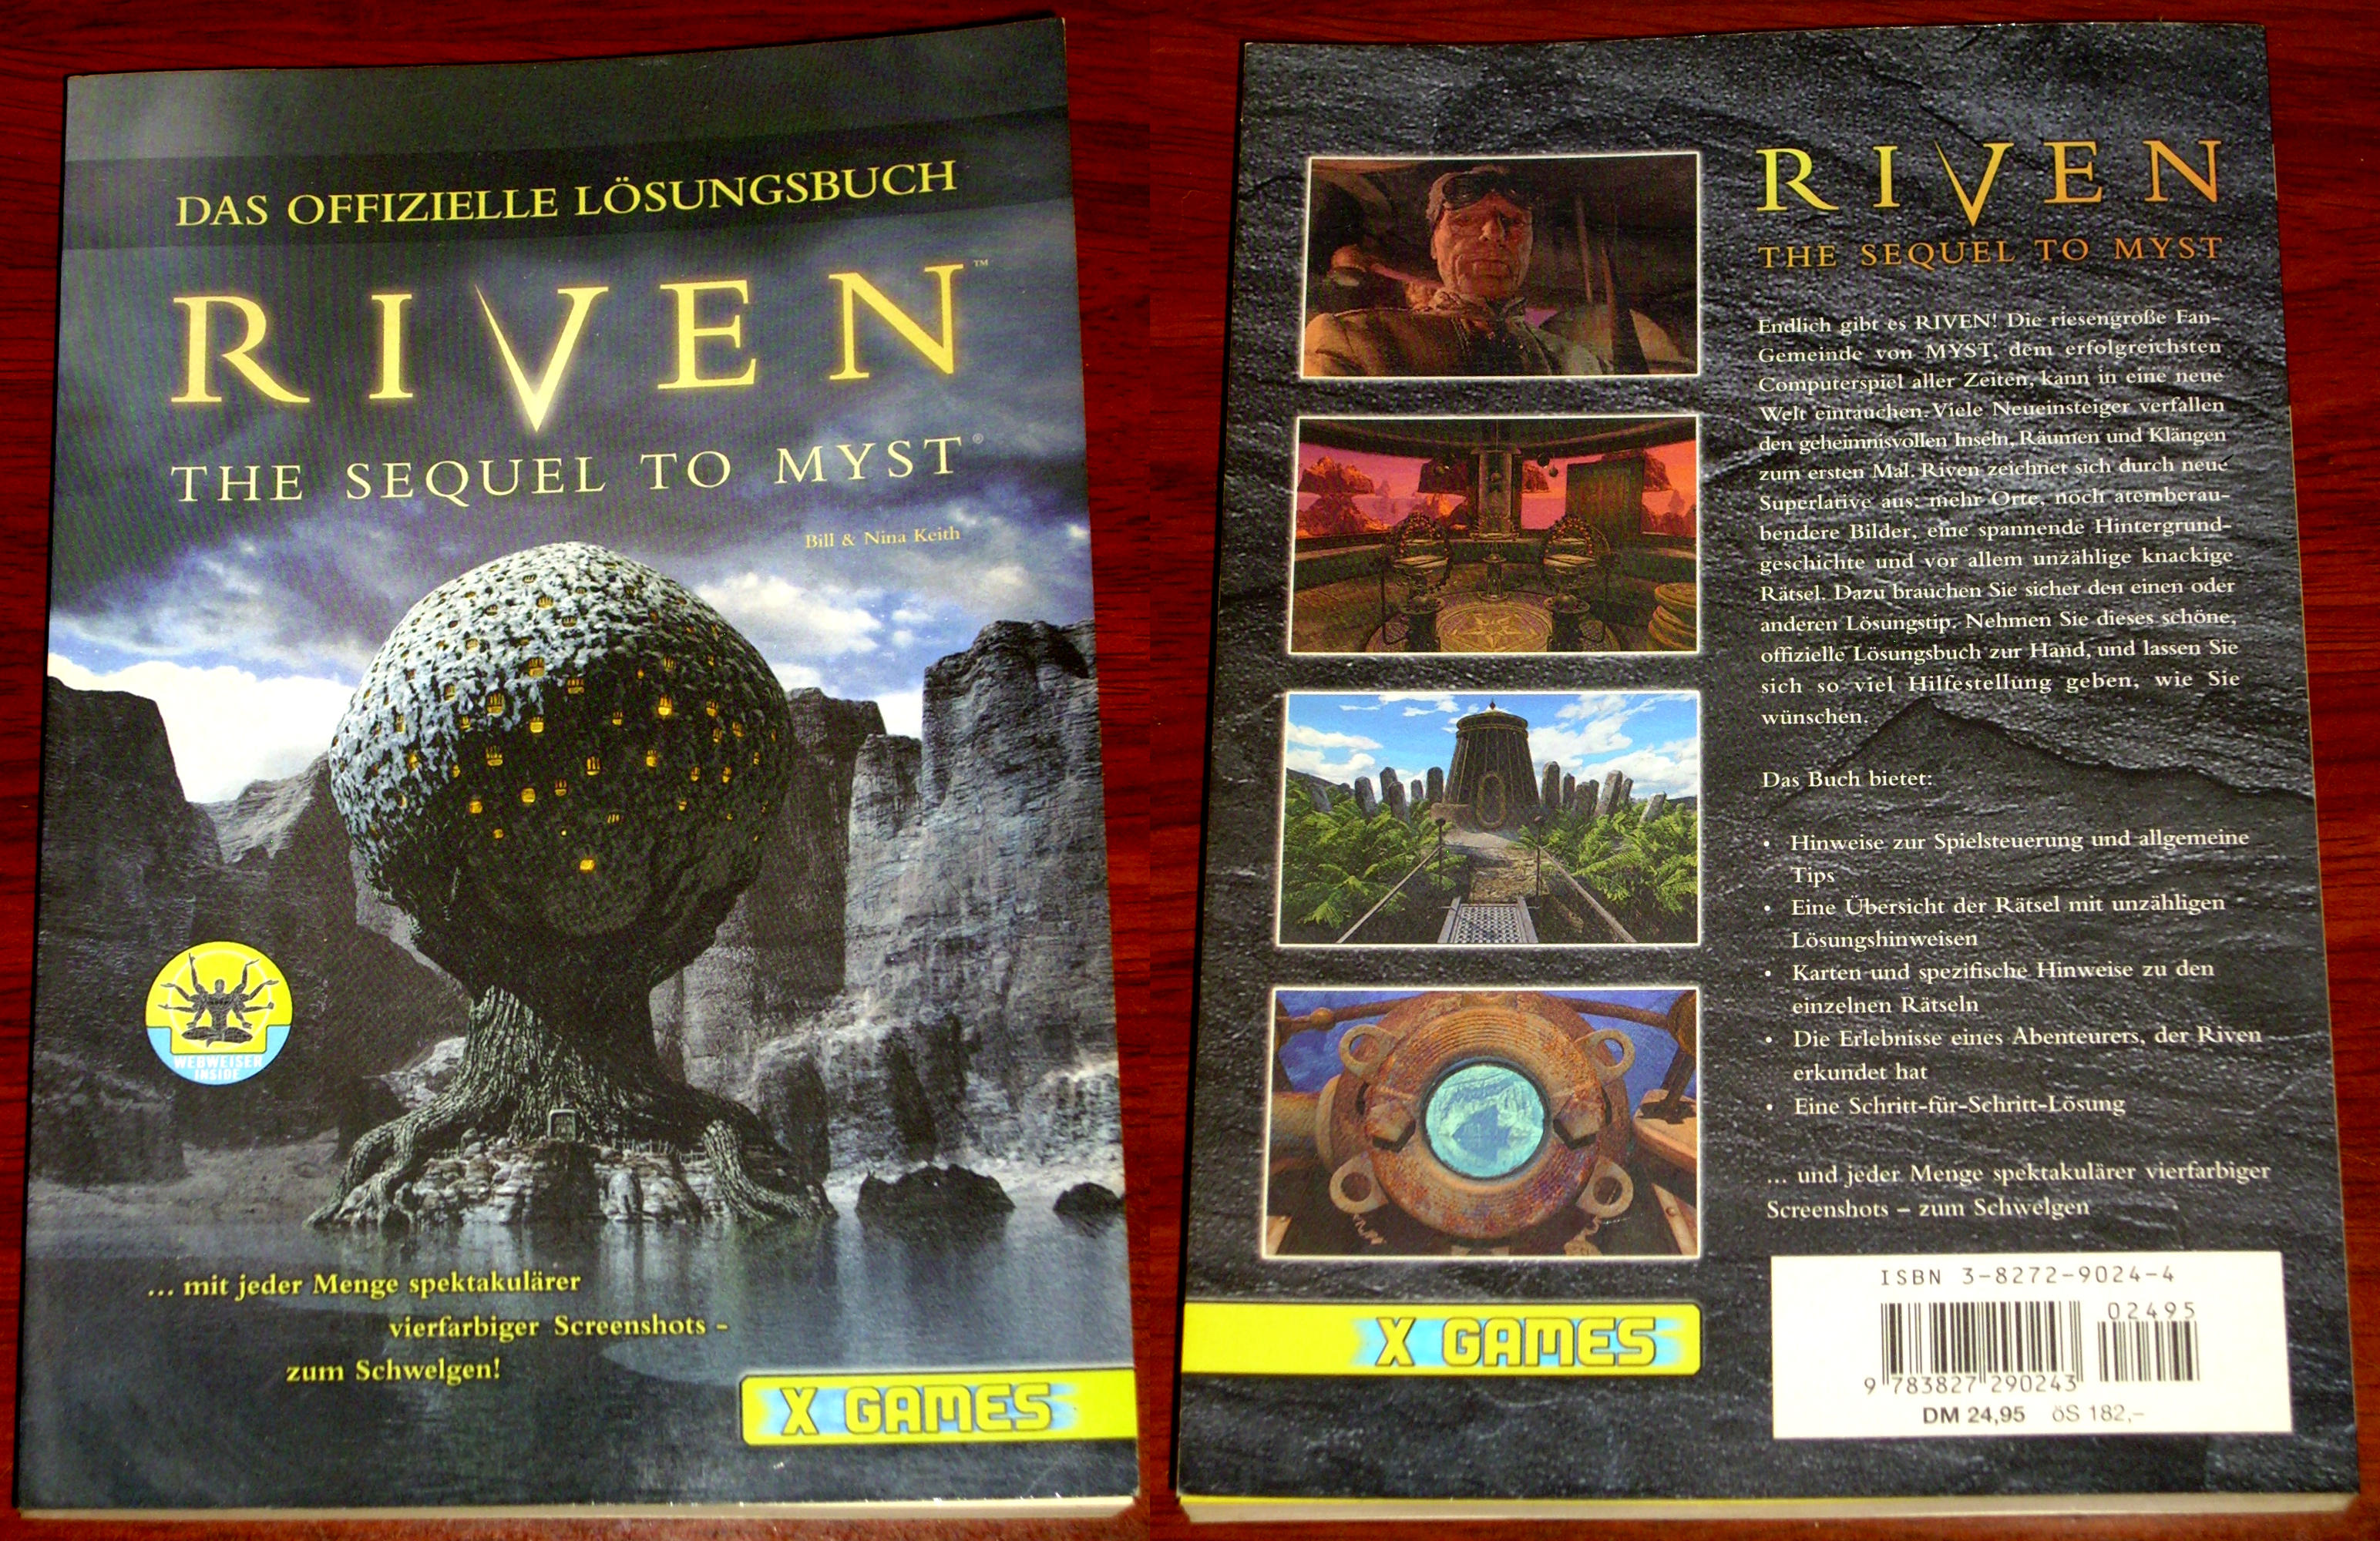 DAS OFFIZIELLE LÖSUNGSBUCH
RIVEN™
THE SEQUEL TO MYST®
Bill & Nina Keith
WEBWEISER
INSIDE
... mit jeder Menge spektakulärer
vierfarbiger Screenshots –
zum Schwelgen!
X GAMES
RIVEN
THE SEQUEL TO MYST
Endlich gibt es RIVEN! Die riesengroße Fan-
Gemeinde von MYST, dem erfolgreichsten
Computerspiel aller Zeiten, kann in eine neue
Welt eintauchen. Viele Neueinsteiger verfallen
den geheimnisvollen Inseln, Räumen und Klängen
zum ersten Mal. Riven zeichnet sich durch neue
Superlative aus: mehr Orte, noch atemberau-
bendere Bilder, eine spannende Hintergrund-
geschichte und vor allem unzählige knackige
Rätsel. Dazu brauchen Sie sicher den einen oder
anderen Lösungstip. Nehmen Sie dieses schöne,
offizielle Lösungsbuch zur Hand, und lassen Sie
sich so viel Hilfestellung geben, wie Sie
wünschen.
Das Buch bietet:
• Hinweise zur Spielsteuerung und allgemeine
Tips
• Eine Übersicht der Rätsel mit unzähligen
Lösungshinweisen
• Karten und spezifische Hinweise zu den
einzelnen Rätseln
• Die Erlebnisse eines Abenteurers, der Riven
erkundet hat
• Eine Schritt-für-Schritt-Lösung
... und jeder Menge spektakulärer vierfarbiger
Screenshots – zum Schwelgen
X GAMES
ISBN 3-8272-9024-4
02495
9 783827 290243
DM 24,95 öS 182,–